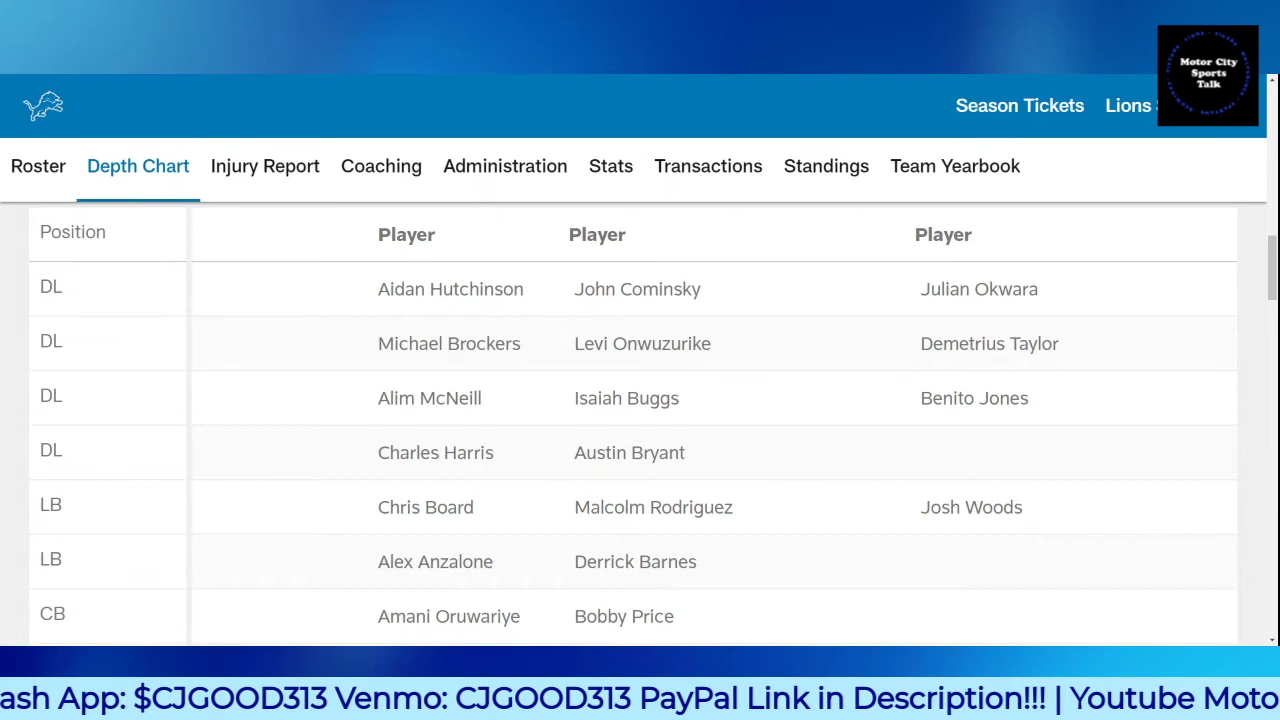 Motor City
Sports
Talk
Season Tickets Lions
Roster Depth Chart Injury Report Coaching Administration Stats Transactions Standings Team Yearbook
Position Player Player Player
DL Aidan Hutchinson John Cominsky Julian Okwara
DL Michael Brockers Levi Onwuzurike Demetrius Taylor
DL Alim McNeill Isaiah Buggs Benito Jones
DL Charles Harris Austin Bryant
LB Chris Board Malcolm Rodriguez Josh Woods
LB Alex Anzalone Derrick Barnes
CB Amani Oruwariye Bobby Price
ash App: $CJGOOD313 Venmo: CJGOOD313 PayPal Link in Description!!! | Youtube Moto